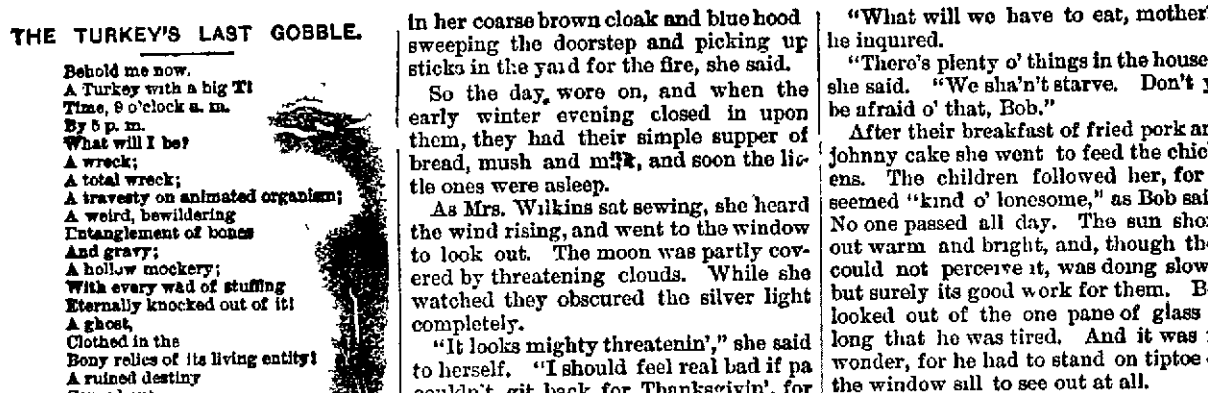 THE TURKEY'S LAST GOBBLE.
Behold me now.
A Turkey with a big T!
Time, 9 o'clock a. m.
By 5 p. m.
What will I be?
A wreck;
A total wreck;
A travesty on animated organism;
A weird, bewildering
Entanglement of bones
And gravy;
A hollow mockery;
With every wad of stuffing
Eternally knocked out of it!
A ghost,
Clothed in the
Bony relics of its living entity!
A ruined destiny
in her coarse brown cloak and blue hood
sweeping the doorstep and picking up
sticks in the yard for the fire, she said.
So the day wore on, and when the
early winter evening closed in upon
them, they had their simple supper of
bread, mush and milk, and soon the lit-
tle ones were asleep.
As Mrs. Wilkins sat sewing, she heard
the wind rising, and went to the window
to look out. The moon was partly cov-
ered by threatening clouds. While she
watched they obscured the silver light
completely.
"It looks mighty threatenin'," she said
to herself. "I should feel real bad if pa
couldn't git back for Thanksgivin', for
"What will we have to eat, mother?
he inquired.
"There's plenty o' things in the house
she said. "We sha'n't starve. Don't y
be afraid o' that, Bob."
After their breakfast of fried pork an
johnny cake she went to feed the chick
ens. The children followed her, for
seemed "kind o' lonesome," as Bob sai
No one passed all day. The sun sho
out warm and bright, and, though the
could not perceive it, was doing slow
but surely its good work for them. B
looked out of the one pane of glass
long that he was tired. And it was
wonder, for he had to stand on tiptoe
the window sill to see out at all.